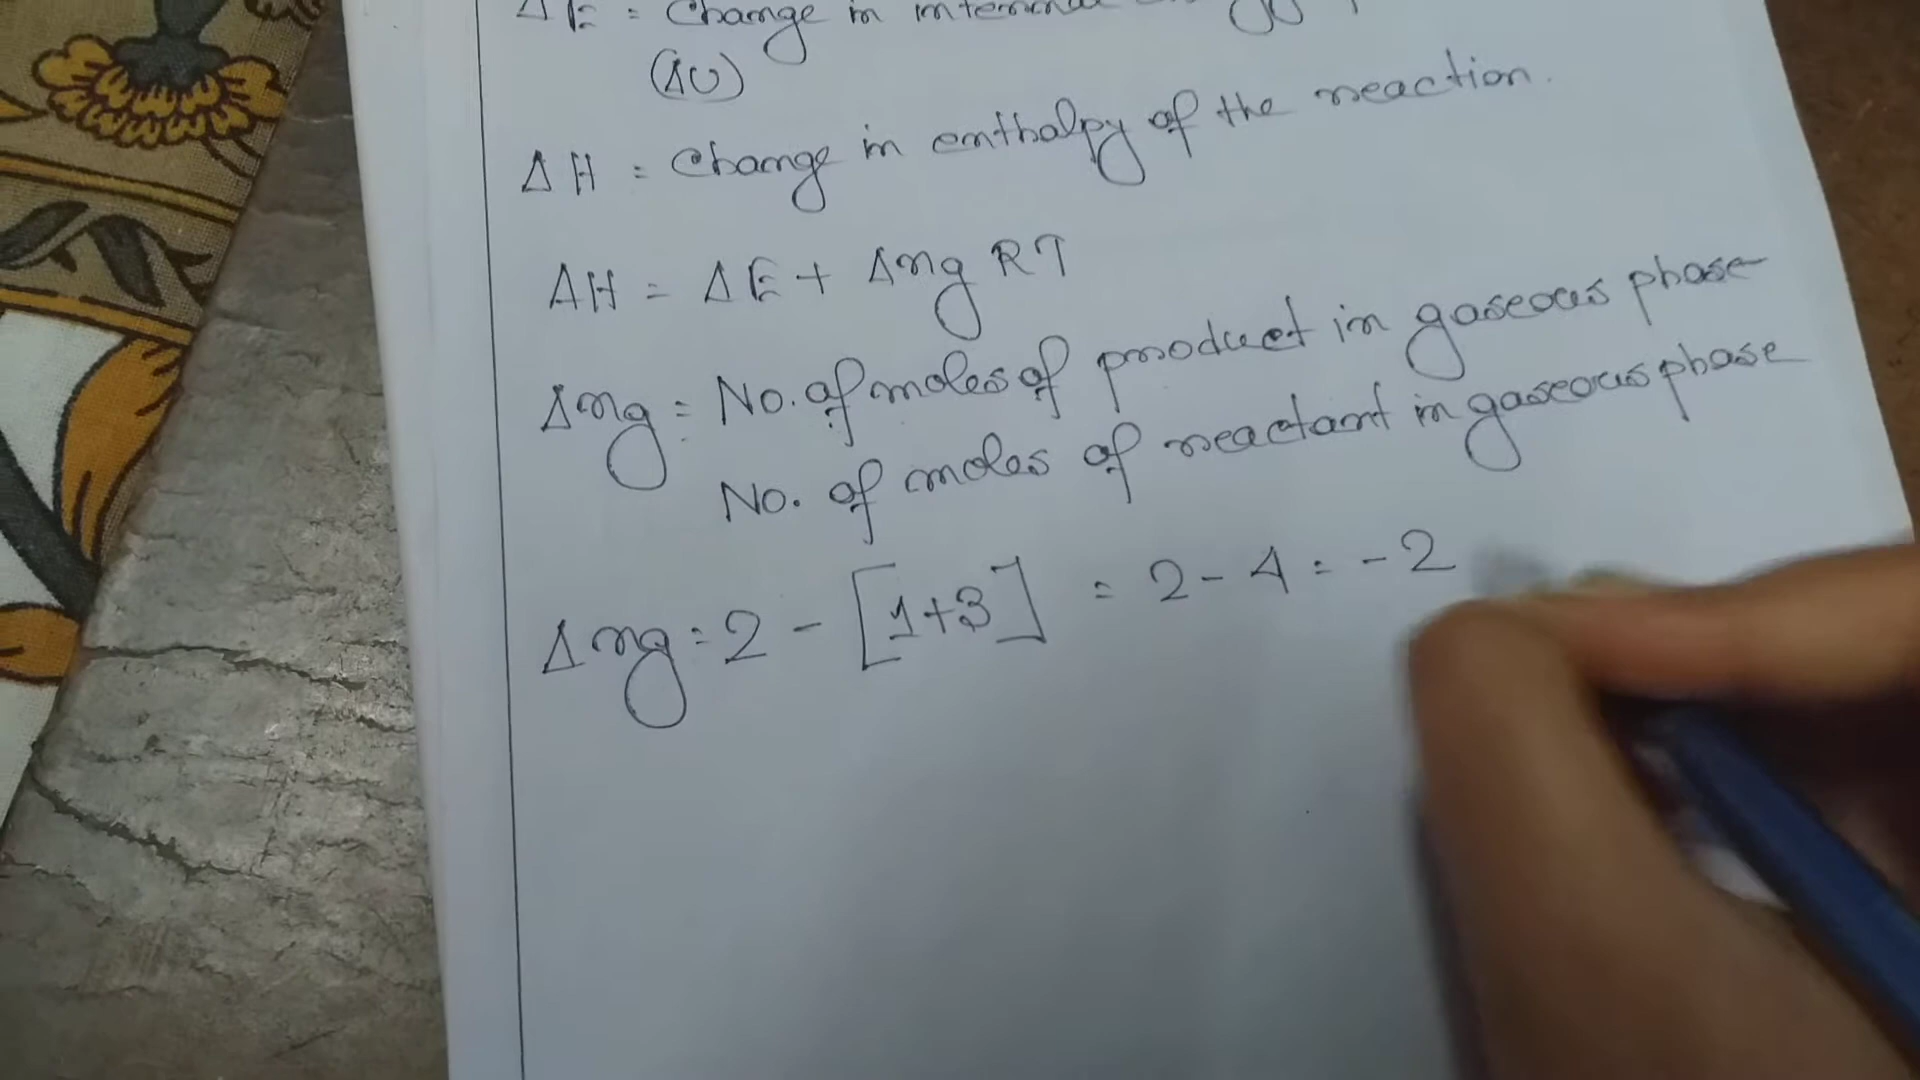 ΔE = Change in internal
(ΔU)
ΔH = Change in enthalpy of the reaction.
ΔH = ΔE + Δng RT
Δng = No. of moles of product in gaseous phase
No. of moles of reactant in gaseous phase
Δng = 2 - [1+3] = 2 - 4 = -2